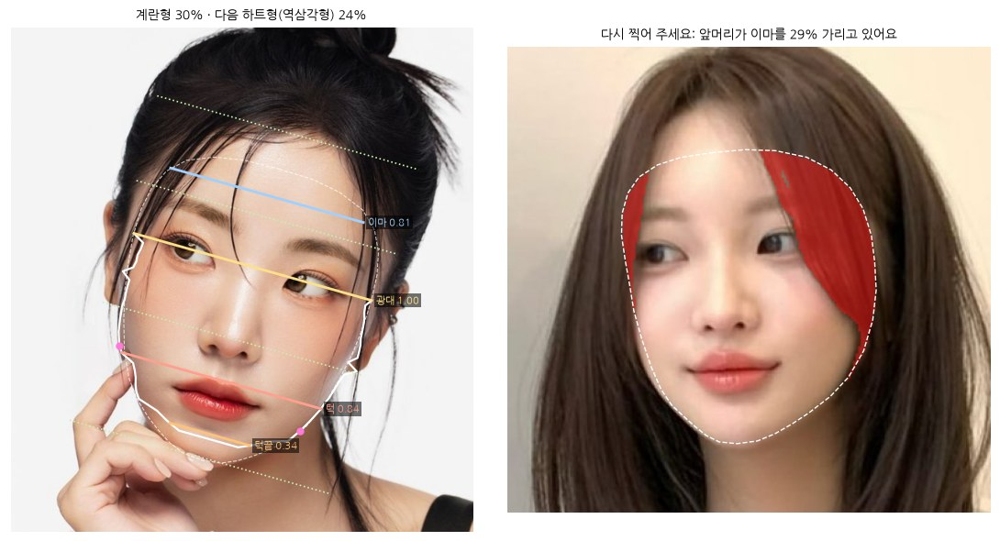 계란형 30% · 다음 하트형(역삼각형) 24%
다시 찍어 주세요: 앞머리가 이마를 29% 가리고 있어요
이마 0.81
광대 1.00
턱 0.84
턱끝 0.34